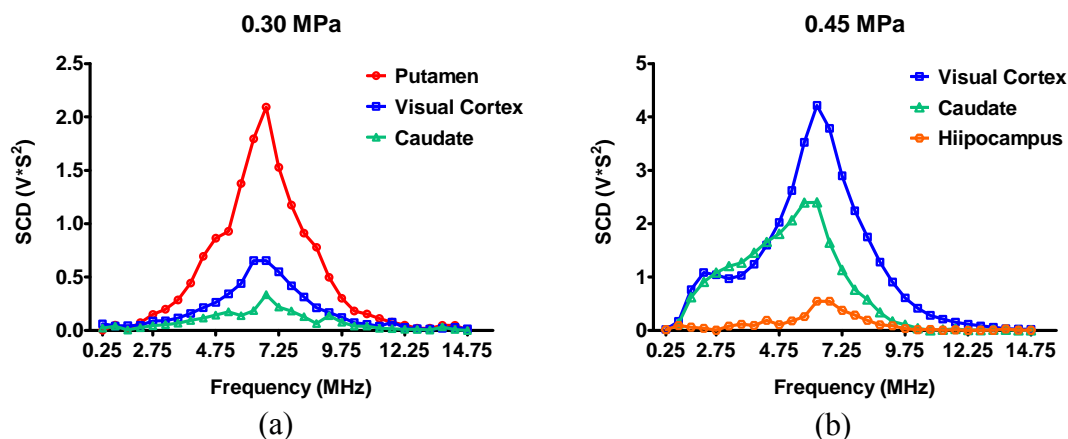 0.30 MPa
2.5
2.0
1.5
1.0
0.5
0.0
SCD (V*S²)
Putamen
Visual Cortex
Caudate
0.25 2.75 4.75 7.25 9.75 12.25 14.75
Frequency (MHz)
(a)
0.45 MPa
5
4
3
2
1
0
SCD (V*S²)
Visual Cortex
Caudate
Hiipocampus
0.25 2.75 4.75 7.25 9.75 12.25 14.75
Frequency (MHz)
(b)